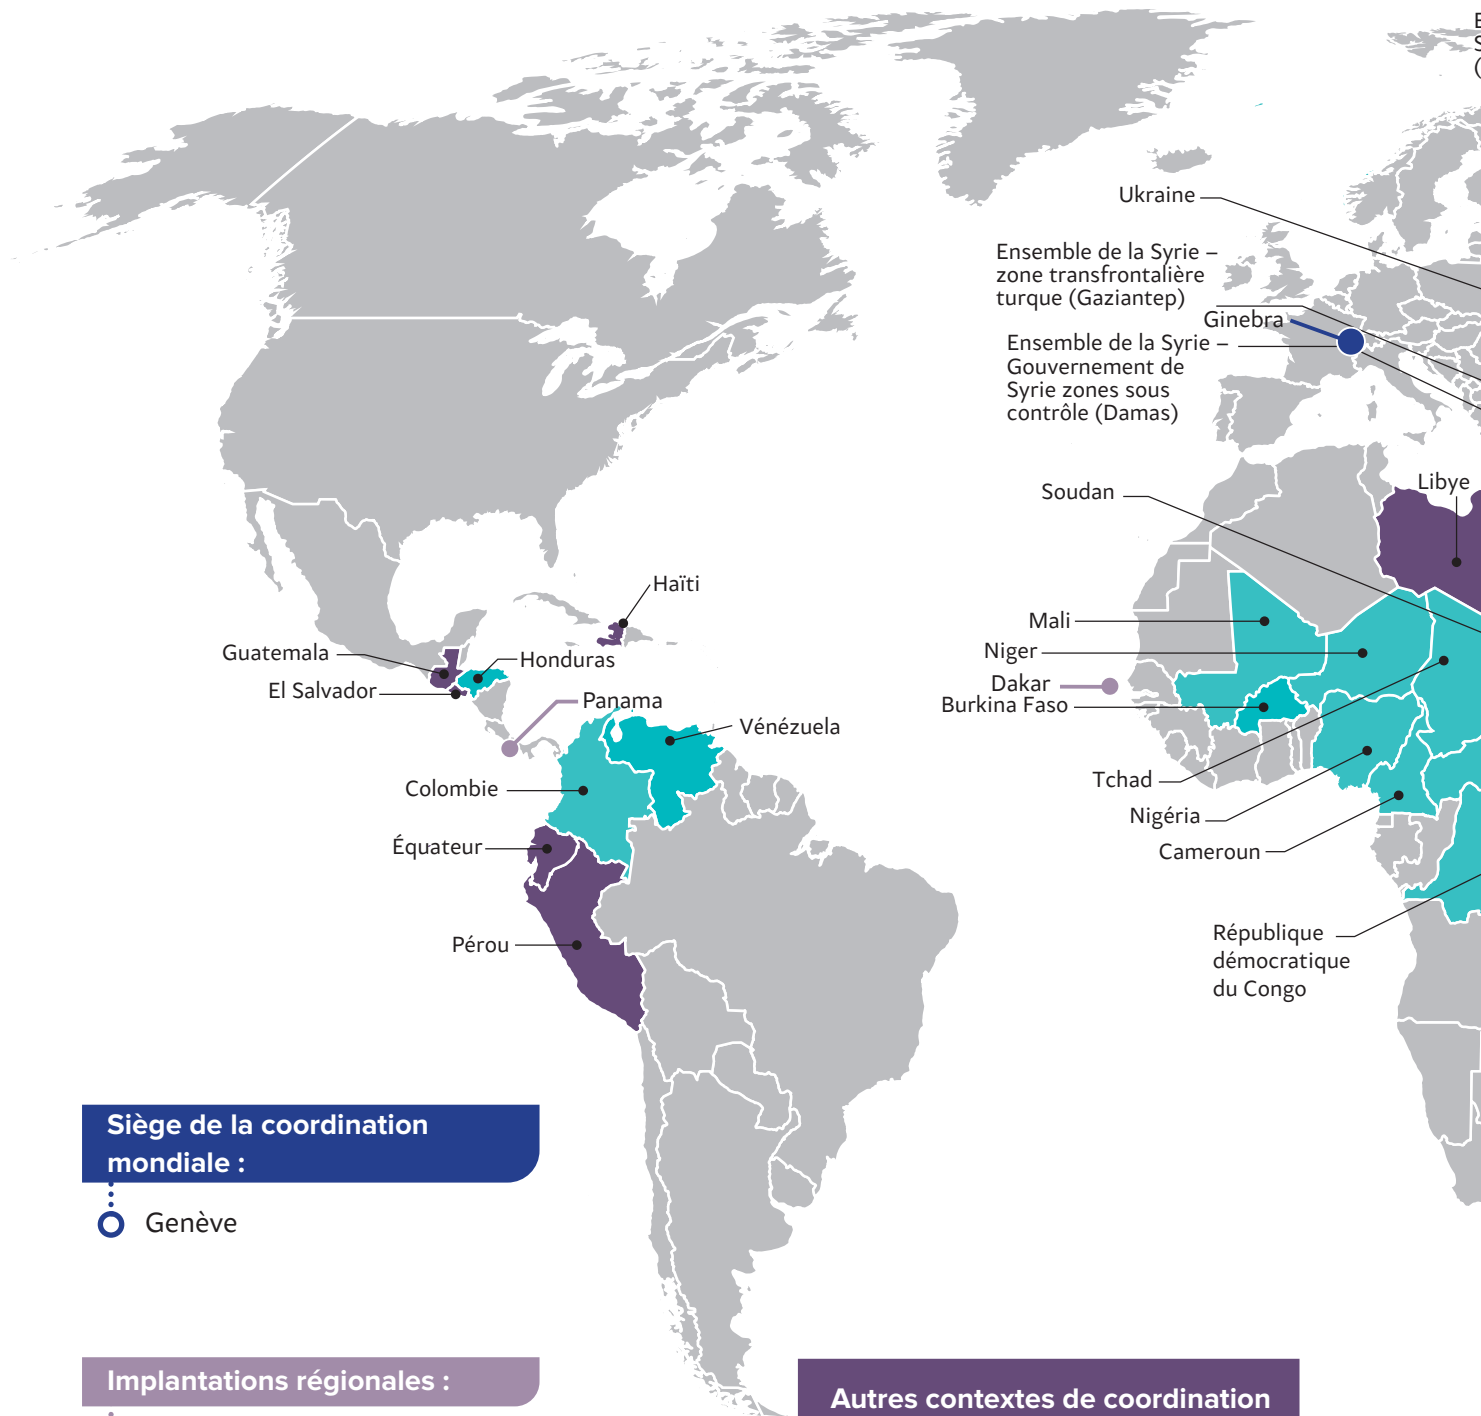 Ukraine
Ensemble de la Syrie –
zone transfrontalière
turque (Gaziantep)
Ginebra
Ensemble de la Syrie –
Gouvernement de
Syrie zones sous
contrôle (Damas)
Soudan
Libye
Haïti
Mali
Guatemala
Honduras
Niger
El Salvador
Dakar
Panama
Burkina Faso
Vénézuela
Tchad
Colombie
Nigéria
Équateur
Cameroun
Pérou
République
démocratique
du Congo
Siège de la coordination
mondiale :
Genève
Implantations régionales :
Autres contextes de coordination